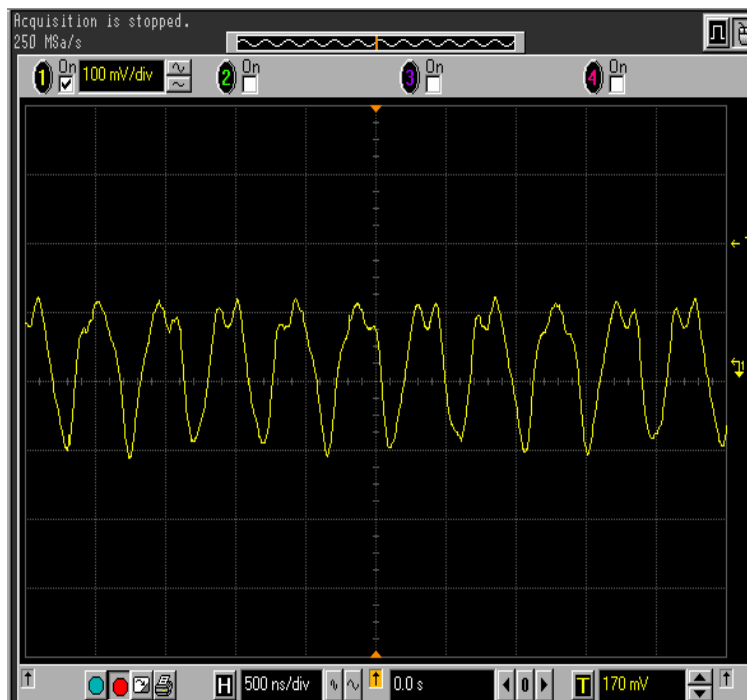 Acquisition is stopped.
250 MSa/s
1 On 100 mV/div 2 On 3 On 4 On
H 500 ns/div 0.0 s 0 T 170 mV